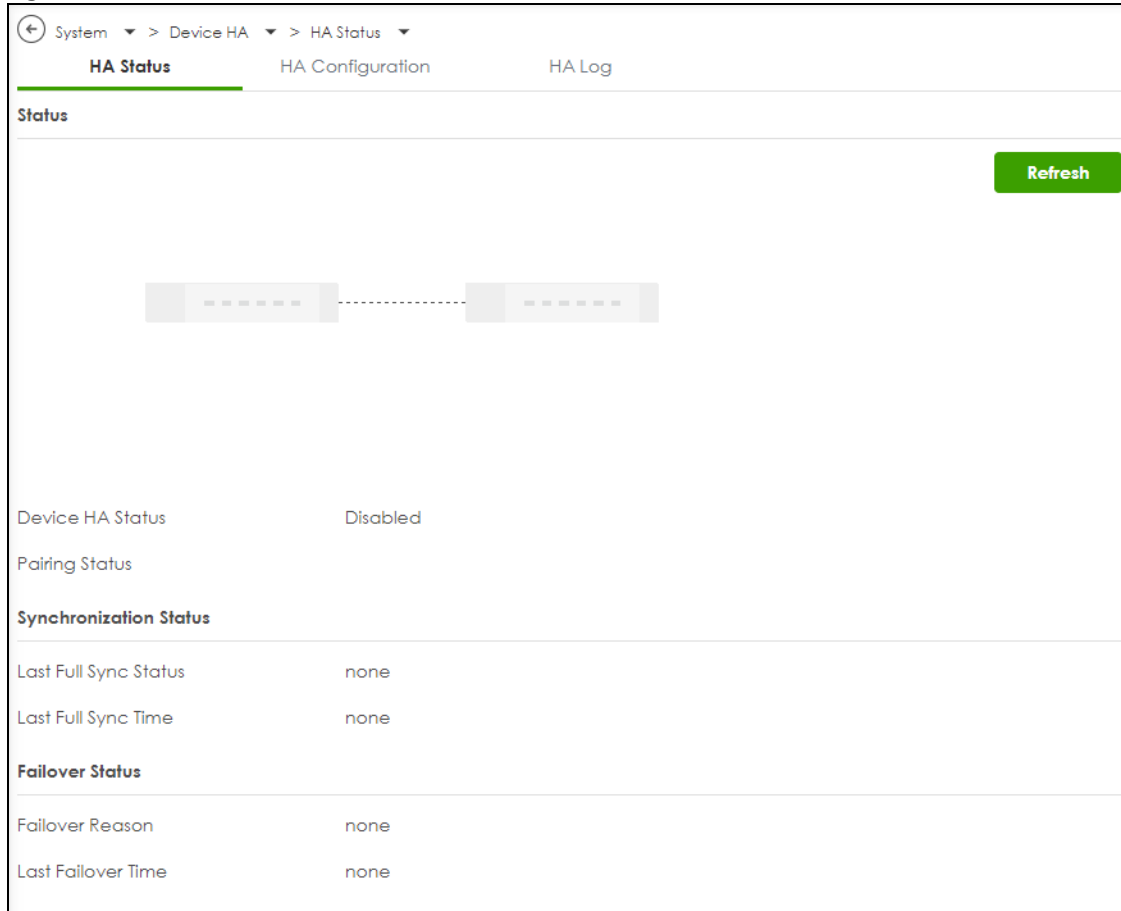 System > Device HA > HA Status
HA Status HA Configuration HA Log
Status
Refresh
Device HA Status Disabled
Pairing Status
Synchronization Status
Last Full Sync Status none
Last Full Sync Time none
Failover Status
Failover Reason none
Last Failover Time none